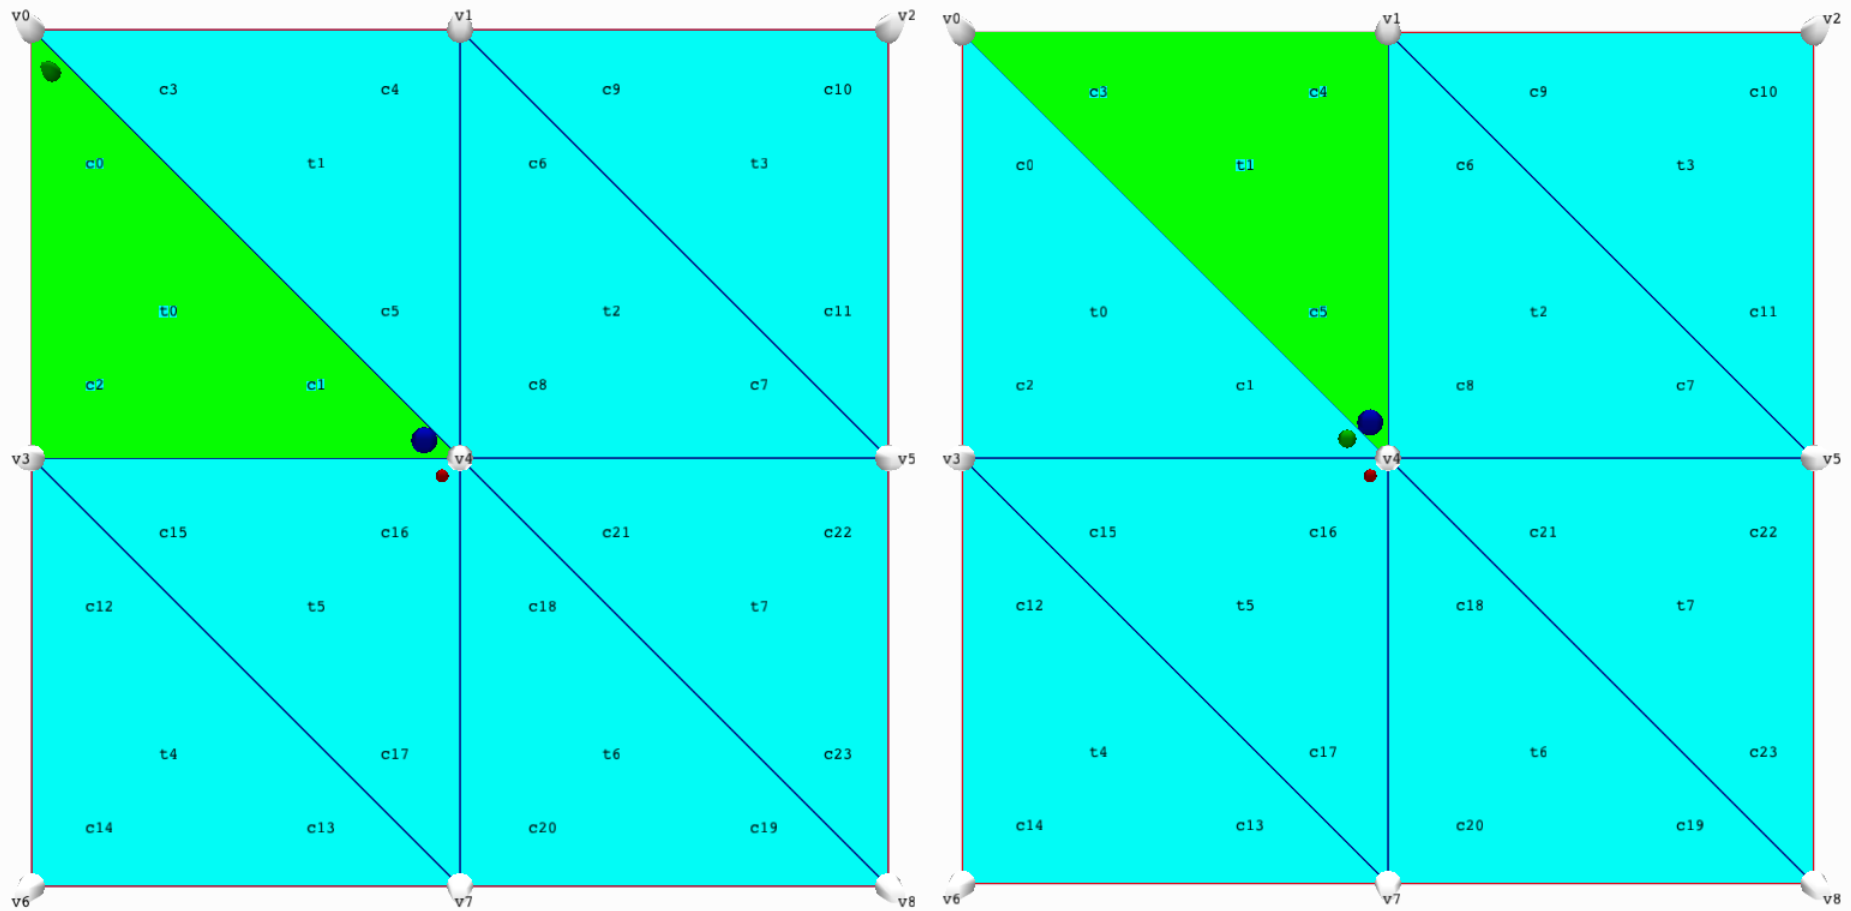 v0 v1 v2
c3 c4 c9 c10
c0 t1 c6 t3
t0 c5 t2 c11
c2 c1 c8 c7
v3 v4 v5
c15 c16 c21 c22
c12 t5 c18 t7
t4 c17 t6 c23
c14 c13 c20 c19
v6 v7 v8
v0 v1 v2
c3 c4 c9 c10
c0 t1 c6 t3
t0 c5 t2 c11
c2 c1 c8 c7
v3 v4 v5
c15 c16 c21 c22
c12 t5 c18 t7
t4 c17 t6 c23
c14 c13 c20 c19
v6 v7 v8